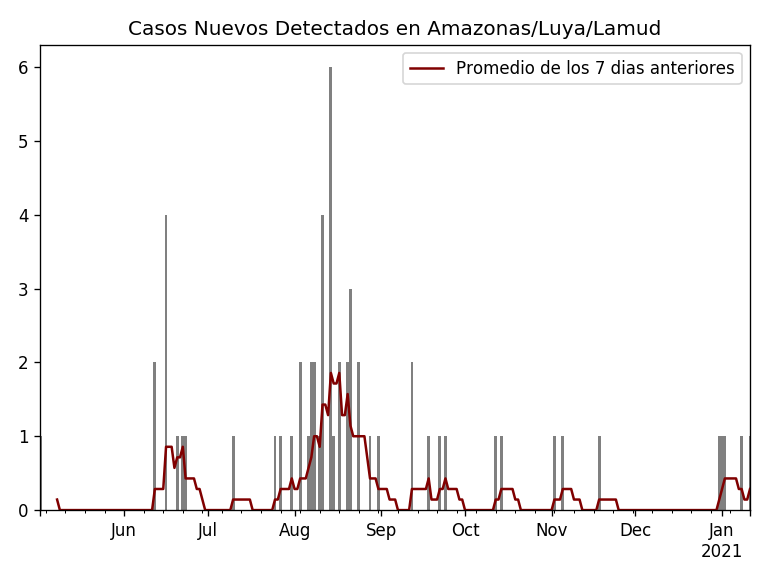 Casos Nuevos Detectados en Amazonas/Luya/Lamud
Promedio de los 7 dias anteriores
6
5
4
3
2
1
0
Jun Jul Aug Sep Oct Nov Dec Jan
2021